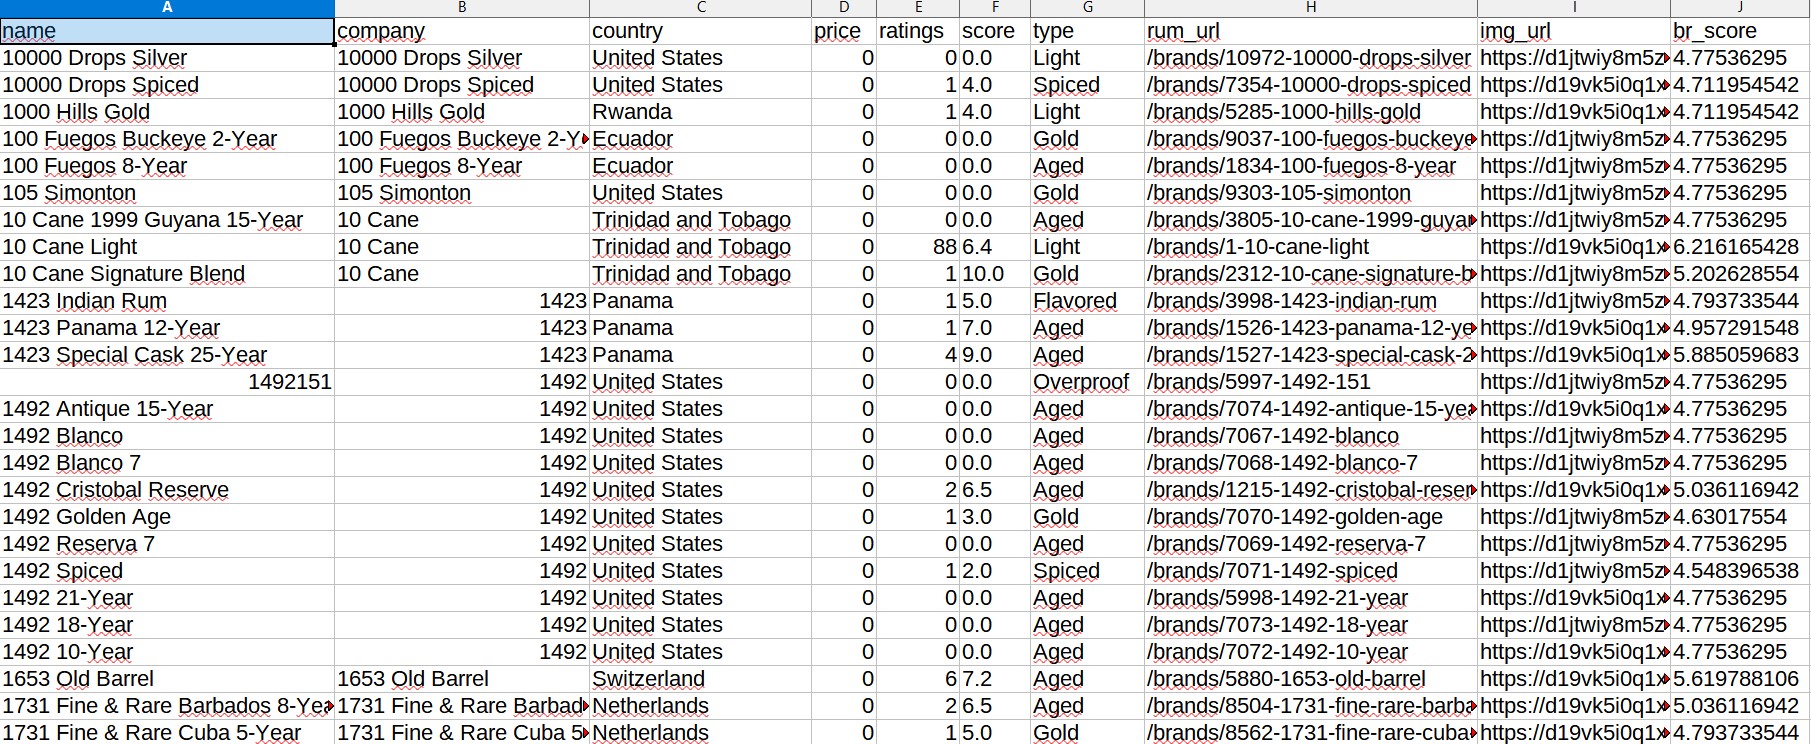 A B C D E F G H I J
name company country price ratings score type rum_url img_url br_score
10000 Drops Silver 10000 Drops Silver United States 0 0 0.0 Light /brands/10972-10000-drops-silver https://d1jtwiy8m5z 4.77536295
10000 Drops Spiced 10000 Drops Spiced United States 0 1 4.0 Spiced /brands/7354-10000-drops-spiced https://d19vk5i0q1x 4.711954542
1000 Hills Gold 1000 Hills Gold Rwanda 0 1 4.0 Light /brands/5285-1000-hills-gold https://d19vk5i0q1x 4.711954542
100 Fuegos Buckeye 2-Year 100 Fuegos Buckeye 2-Y Ecuador 0 0 0.0 Gold /brands/9037-100-fuegos-buckeye https://d1jtwiy8m5z 4.77536295
100 Fuegos 8-Year 100 Fuegos 8-Year Ecuador 0 0 0.0 Aged /brands/1834-100-fuegos-8-year https://d1jtwiy8m5z 4.77536295
105 Simonton 105 Simonton United States 0 0 0.0 Gold /brands/9303-105-simonton https://d1jtwiy8m5z 4.77536295
10 Cane 1999 Guyana 15-Year 10 Cane Trinidad and Tobago 0 0 0.0 Aged /brands/3805-10-cane-1999-guya https://d1jtwiy8m5z 4.77536295
10 Cane Light 10 Cane Trinidad and Tobago 0 88 6.4 Light /brands/1-10-cane-light https://d19vk5i0q1x 6.216165428
10 Cane Signature Blend 10 Cane Trinidad and Tobago 0 1 10.0 Gold /brands/2312-10-cane-signature-b https://d1jtwiy8m5z 5.202628554
1423 Indian Rum 1423 Panama 0 1 5.0 Flavored /brands/3998-1423-indian-rum https://d1jtwiy8m5z 4.793733544
1423 Panama 12-Year 1423 Panama 0 1 7.0 Aged /brands/1526-1423-panama-12-ye https://d19vk5i0q1x 4.957291548
1423 Special Cask 25-Year 1423 Panama 0 4 9.0 Aged /brands/1527-1423-special-cask-2 https://d19vk5i0q1x 5.885059683
1492151 1492 United States 0 0 0.0 Overproof /brands/5997-1492-151 https://d1jtwiy8m5z 4.77536295
1492 Antique 15-Year 1492 United States 0 0 0.0 Aged /brands/7074-1492-antique-15-yea https://d19vk5i0q1x 4.77536295
1492 Blanco 1492 United States 0 0 0.0 Aged /brands/7067-1492-blanco https://d1jtwiy8m5z 4.77536295
1492 Blanco 7 1492 United States 0 0 0.0 Aged /brands/7068-1492-blanco-7 https://d1jtwiy8m5z 4.77536295
1492 Cristobal Reserve 1492 United States 0 2 6.5 Aged /brands/1215-1492-cristobal-reser https://d19vk5i0q1x 5.036116942
1492 Golden Age 1492 United States 0 1 3.0 Gold /brands/7070-1492-golden-age https://d1jtwiy8m5z 4.63017554
1492 Reserva 7 1492 United States 0 0 0.0 Aged /brands/7069-1492-reserva-7 https://d1jtwiy8m5z 4.77536295
1492 Spiced 1492 United States 0 1 2.0 Spiced /brands/7071-1492-spiced https://d1jtwiy8m5z 4.548396538
1492 21-Year 1492 United States 0 0 0.0 Aged /brands/5998-1492-21-year https://d19vk5i0q1x 4.77536295
1492 18-Year 1492 United States 0 0 0.0 Aged /brands/7073-1492-18-year https://d1jtwiy8m5z 4.77536295
1492 10-Year 1492 United States 0 0 0.0 Aged /brands/7072-1492-10-year https://d1jtwiy8m5z 4.77536295
1653 Old Barrel 1653 Old Barrel Switzerland 0 6 7.2 Aged /brands/5880-1653-old-barrel https://d19vk5i0q1x 5.619788106
1731 Fine & Rare Barbados 8-Yea 1731 Fine & Rare Barbad Netherlands 0 2 6.5 Aged /brands/8504-1731-fine-rare-barba https://d19vk5i0q1x 5.036116942
1731 Fine & Rare Cuba 5-Year 1731 Fine & Rare Cuba 5 Netherlands 0 1 5.0 Gold /brands/8562-1731-fine-rare-cuba- https://d19vk5i0q1x 4.793733544